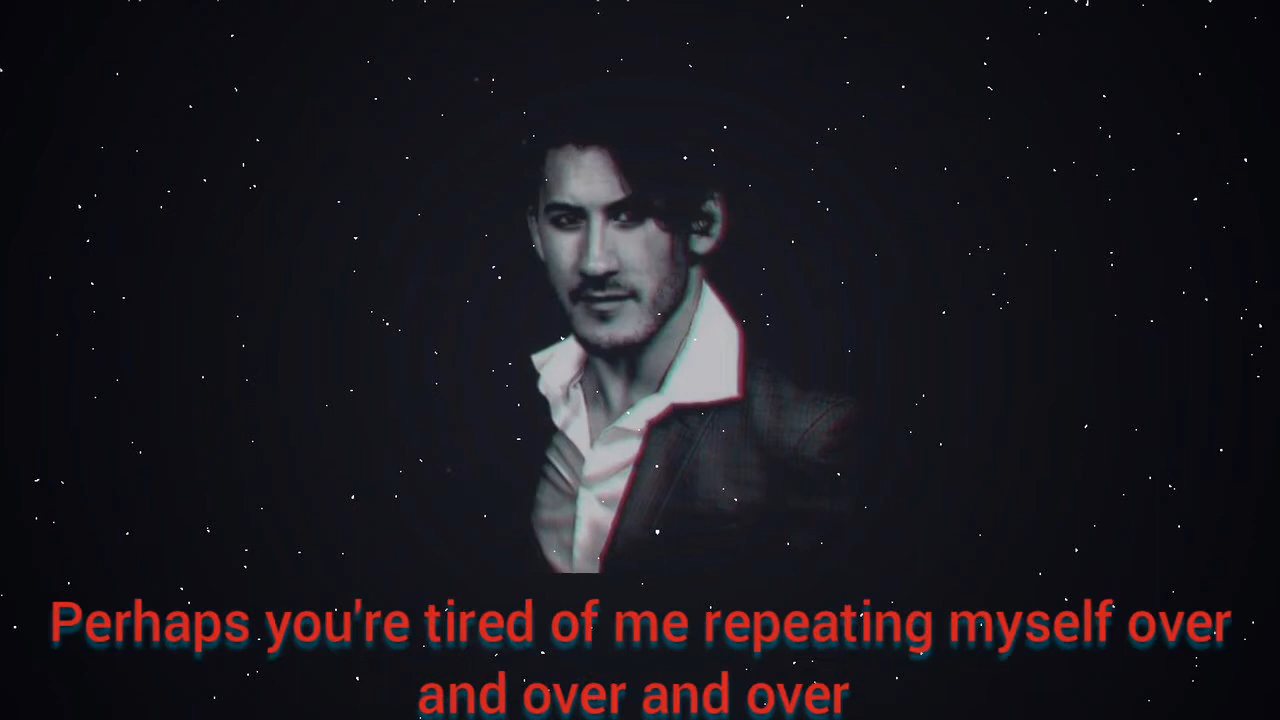 Perhaps you're tired of me repeating myself over
and over and over